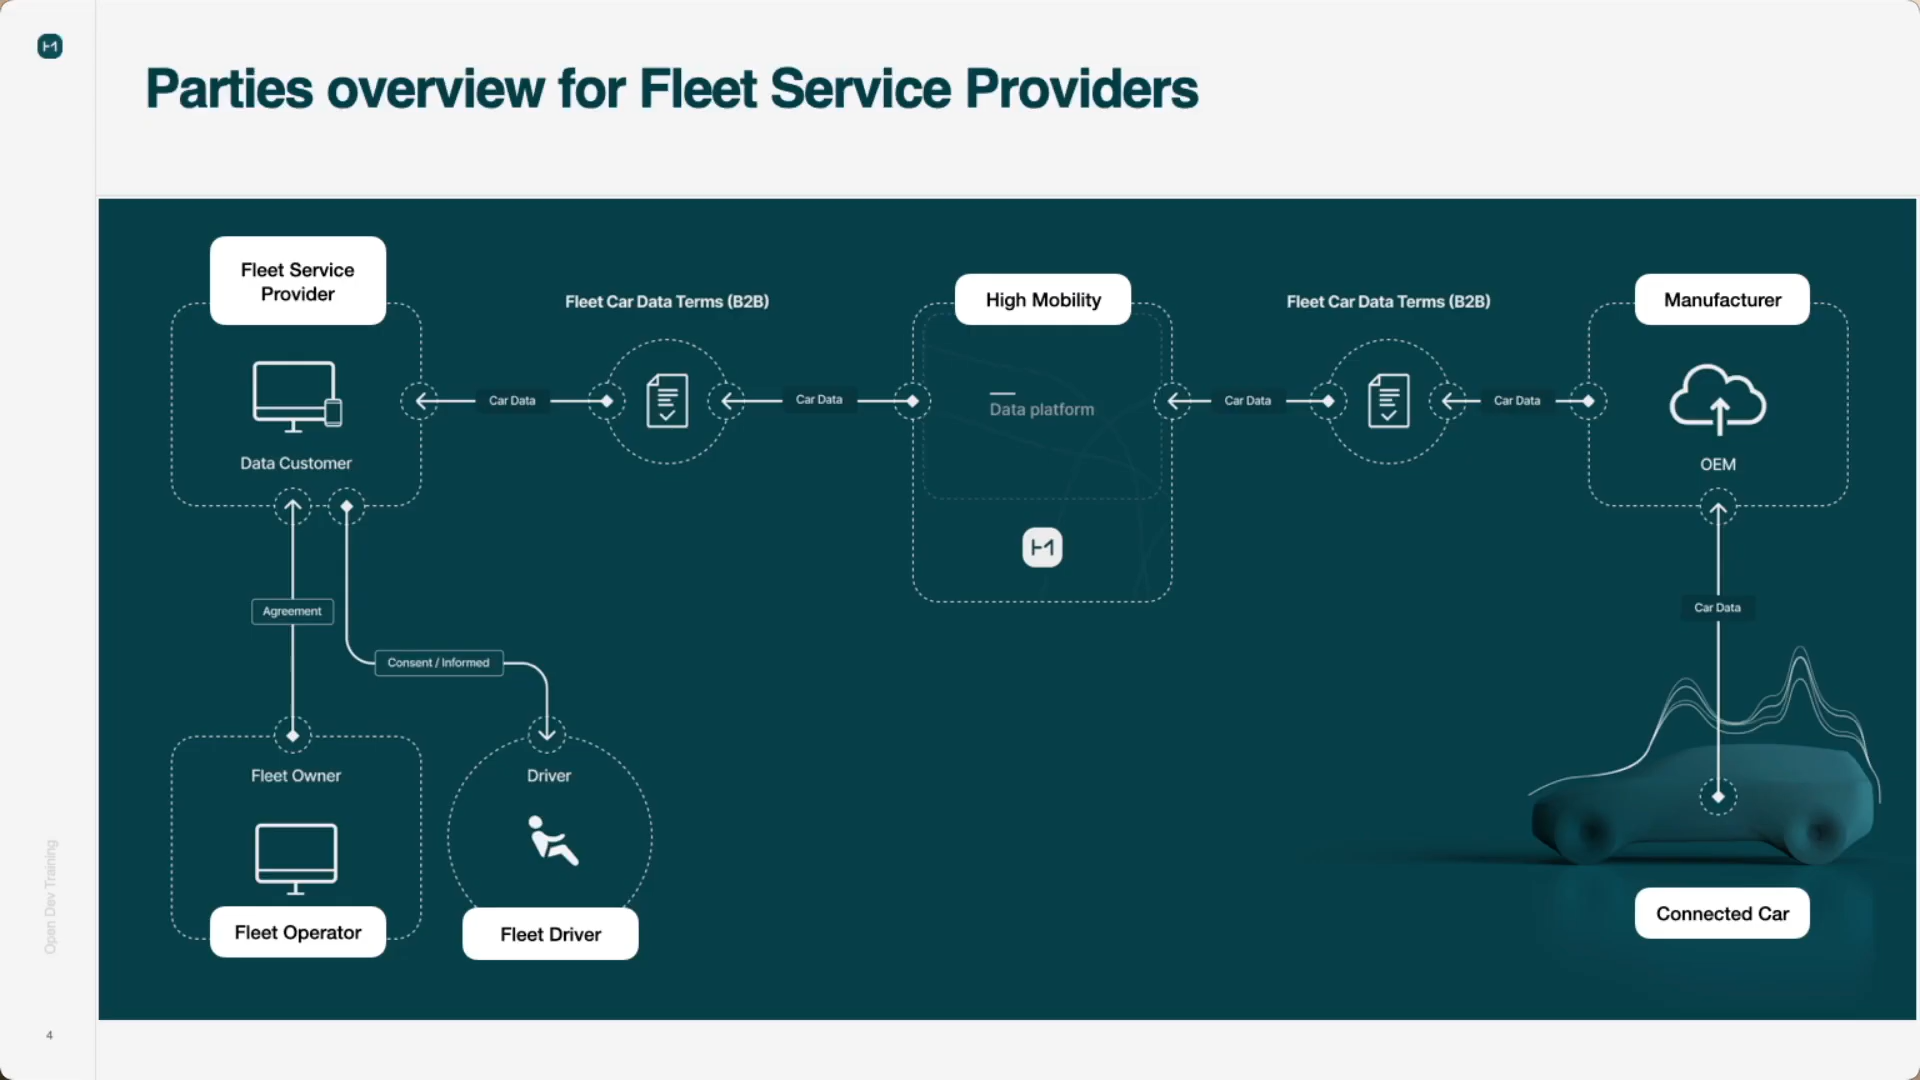 Parties overview for Fleet Service Providers
Fleet Service
Provider
Data Customer
Fleet Car Data Terms (B2B)
Car Data
Car Data
High Mobility
Data platform
Fleet Car Data Terms (B2B)
Car Data
Car Data
Manufacturer
OEM
Agreement
Consent / Informed
Car Data
Fleet Owner
Fleet Operator
Driver
Fleet Driver
Connected Car
Open Dev Training
4